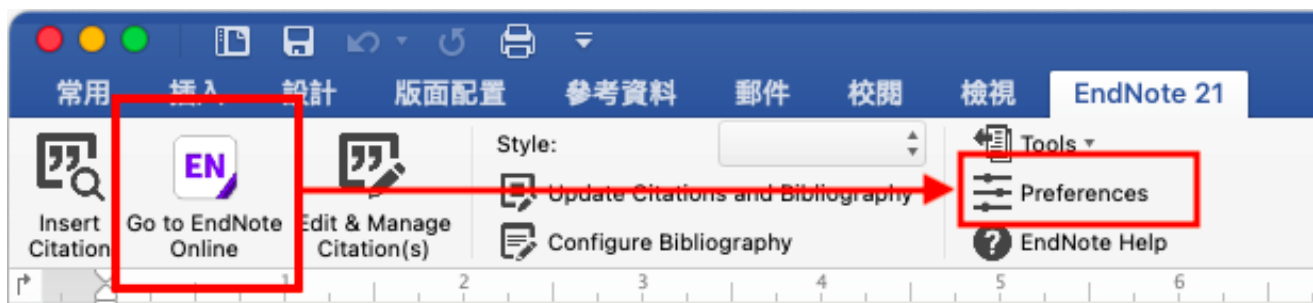 常用 插入 設計 版面配置 參考資料 郵件 校閱 檢視 EndNote 21
Insert Citation
EN
Go to EndNote Online
Edit & Manage Citation(s)
Style:
Update Citations and Bibliography
Configure Bibliography
Tools
Preferences
EndNote Help
1 2 3 4 5 6